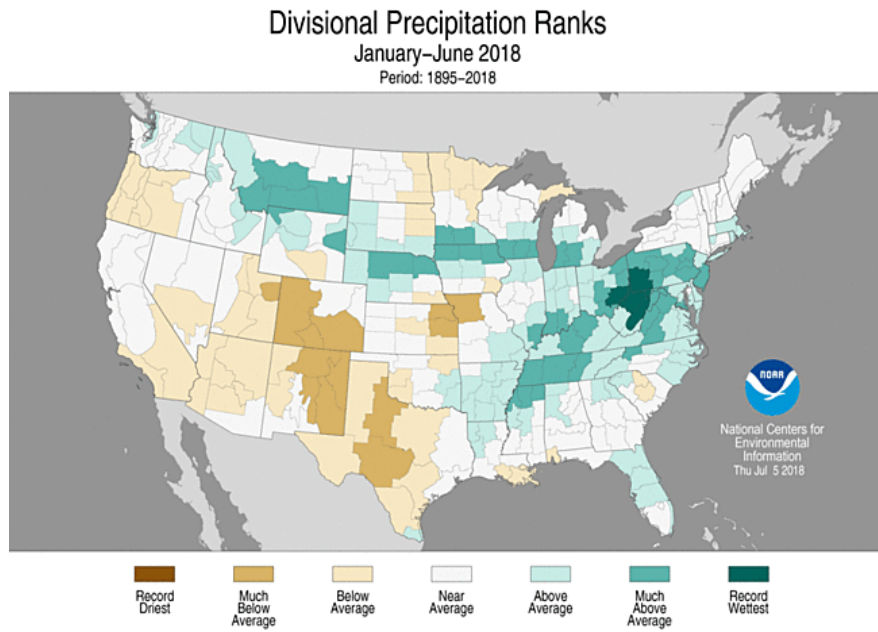 Divisional Precipitation Ranks
January–June 2018
Period: 1895–2018
NOAA
National Centers for
Environmental
Information
Thu Jul 5 2018
Record
Driest
Much
Below
Average
Below
Average
Near
Average
Above
Average
Much
Above
Average
Record
Wettest